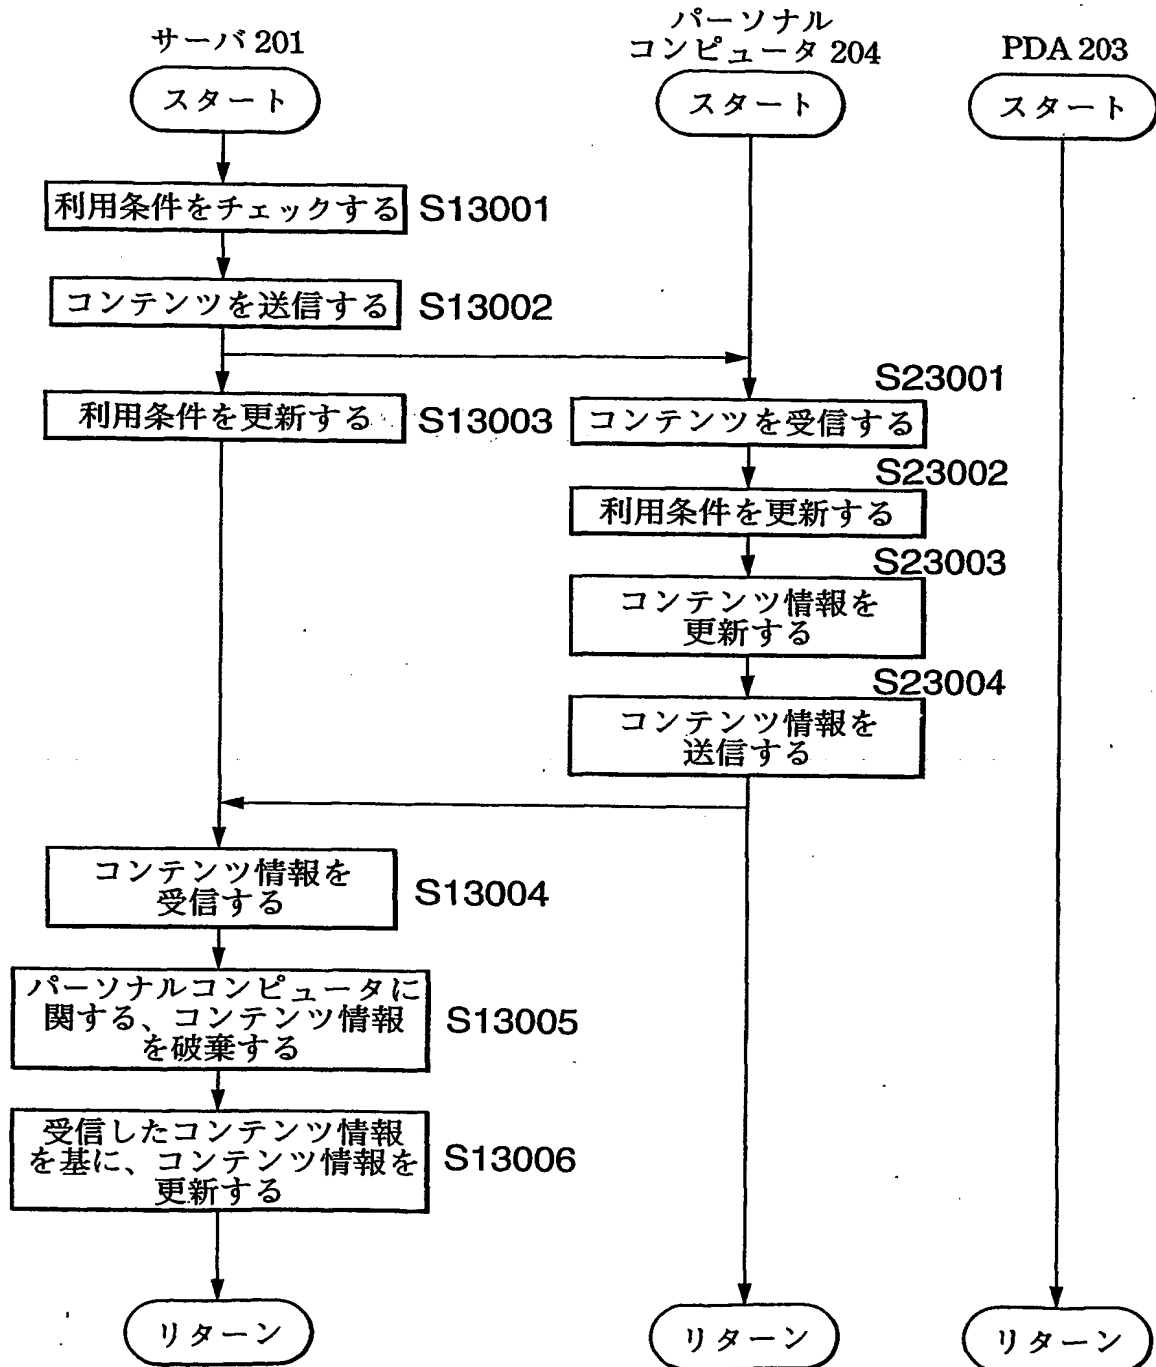 サーバ 201
スタート
利用条件をチェックする S13001
コンテンツを送信する S13002
利用条件を更新する S13003
コンテンツ情報を
受信する
S13004
パーソナルコンピュータに
関する、コンテンツ情報
を破棄する
S13005
受信したコンテンツ情報
を基に、コンテンツ情報を
更新する
S13006
リターン
パーソナル
コンピュータ 204
スタート
S23001
コンテンツを受信する
S23002
利用条件を更新する
S23003
コンテンツ情報を
更新する
S23004
コンテンツ情報を
送信する
リターン
PDA 203
スタート
リターン